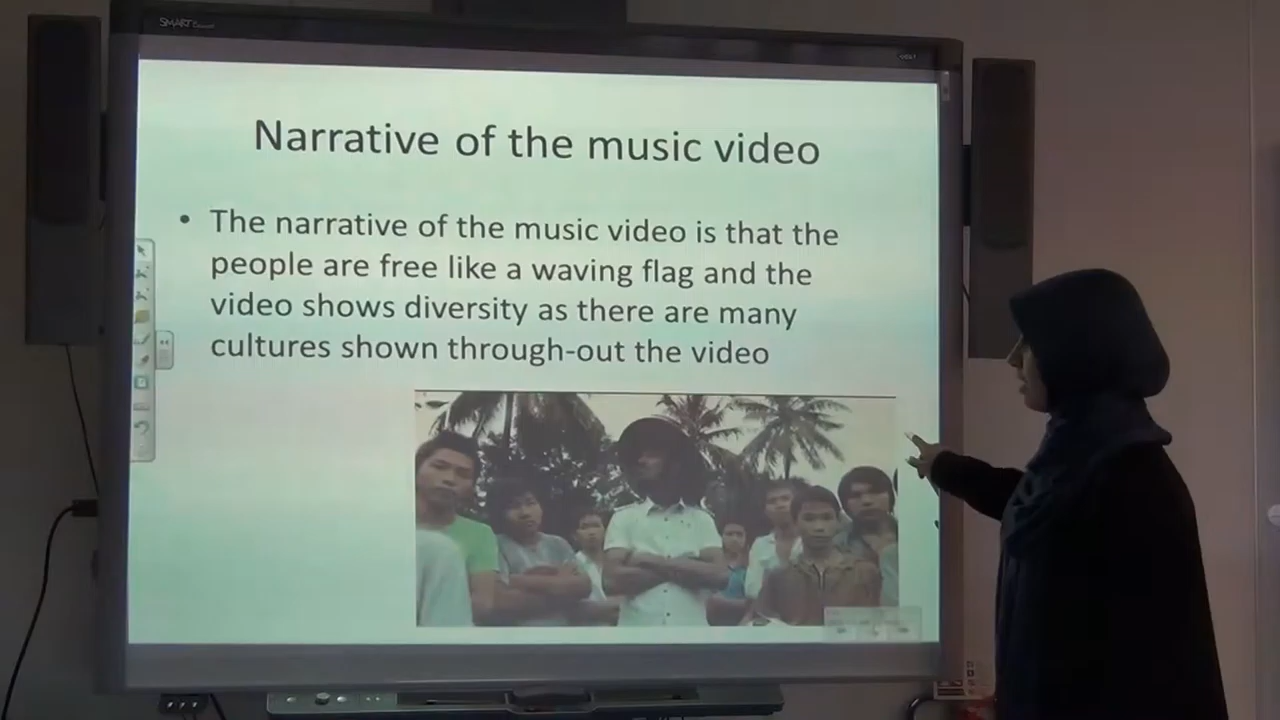 SMART
Narrative of the music video
• The narrative of the music video is that the
people are free like a waving flag and the
video shows diversity as there are many
cultures shown through-out the video